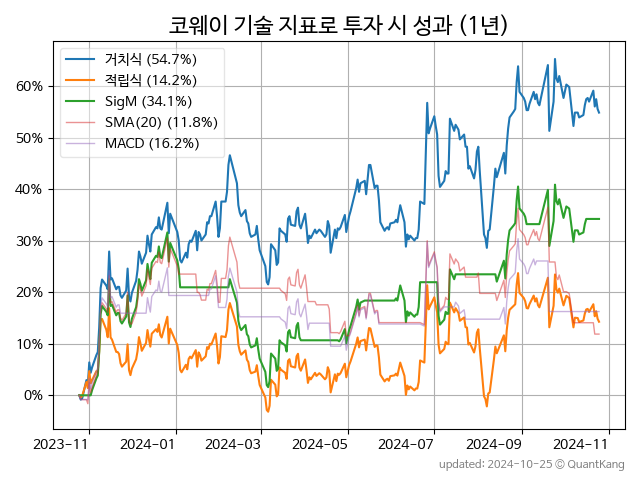 코웨이 기술 지표로 투자 시 성과 (1년)
거치식 (54.7%)
적립식 (14.2%)
SigM (34.1%)
SMA(20) (11.8%)
MACD (16.2%)
60%
50%
40%
30%
20%
10%
0%
2023-11 2024-01 2024-03 2024-05 2024-07 2024-09 2024-11
updated: 2024-10-25 © QuantKang